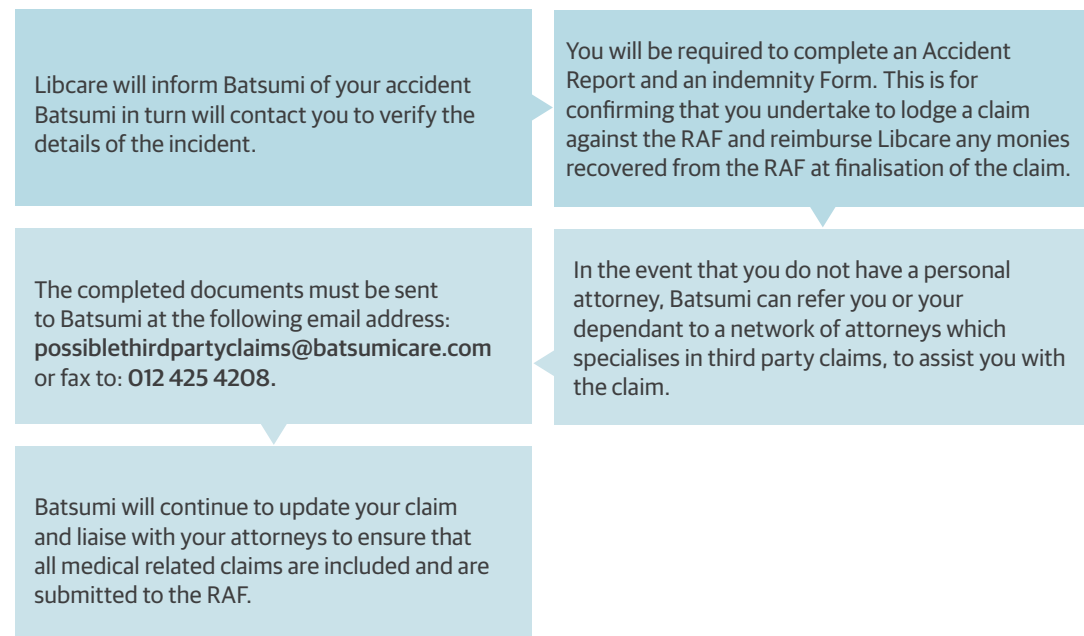 Libcare will inform Batsumi of your accident
Batsumi in turn will contact you to verify the
details of the incident.
You will be required to complete an Accident
Report and an indemnity Form. This is for
confirming that you undertake to lodge a claim
against the RAF and reimburse Libcare any monies
recovered from the RAF at finalisation of the claim.
In the event that you do not have a personal
attorney, Batsumi can refer you or your
dependant to a network of attorneys which
specialises in third party claims, to assist you with
the claim.
The completed documents must be sent
to Batsumi at the following email address:
possiblethirdpartyclaims@batsumicare.com
or fax to: 012 425 4208.
Batsumi will continue to update your claim
and liaise with your attorneys to ensure that
all medical related claims are included and are
submitted to the RAF.